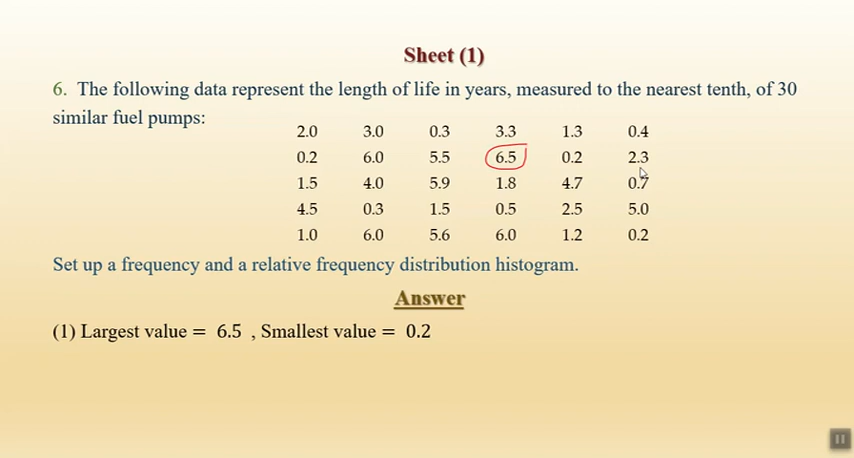 Sheet (1)
6. The following data represent the length of life in years, measured to the nearest tenth, of 30
similar fuel pumps:
2.0 3.0 0.3 3.3 1.3 0.4
0.2 6.0 5.5 6.5 0.2 2.3
1.5 4.0 5.9 1.8 4.7 0.7
4.5 0.3 1.5 0.5 2.5 5.0
1.0 6.0 5.6 6.0 1.2 0.2
Set up a frequency and a relative frequency distribution histogram.
Answer
(1) Largest value = 6.5 , Smallest value = 0.2